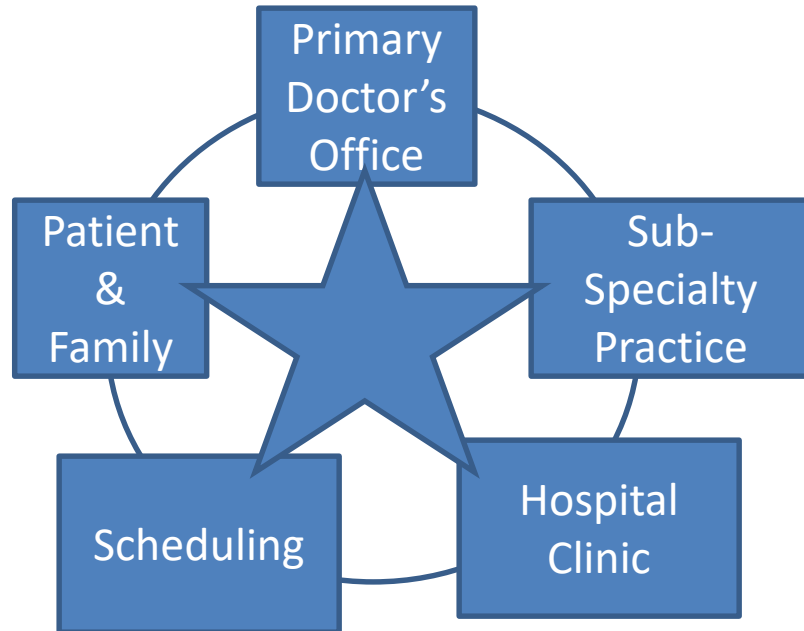 Primary
Doctor’s
Office
Patient
&
Family
Sub-
Specialty
Practice
Scheduling
Hospital
Clinic